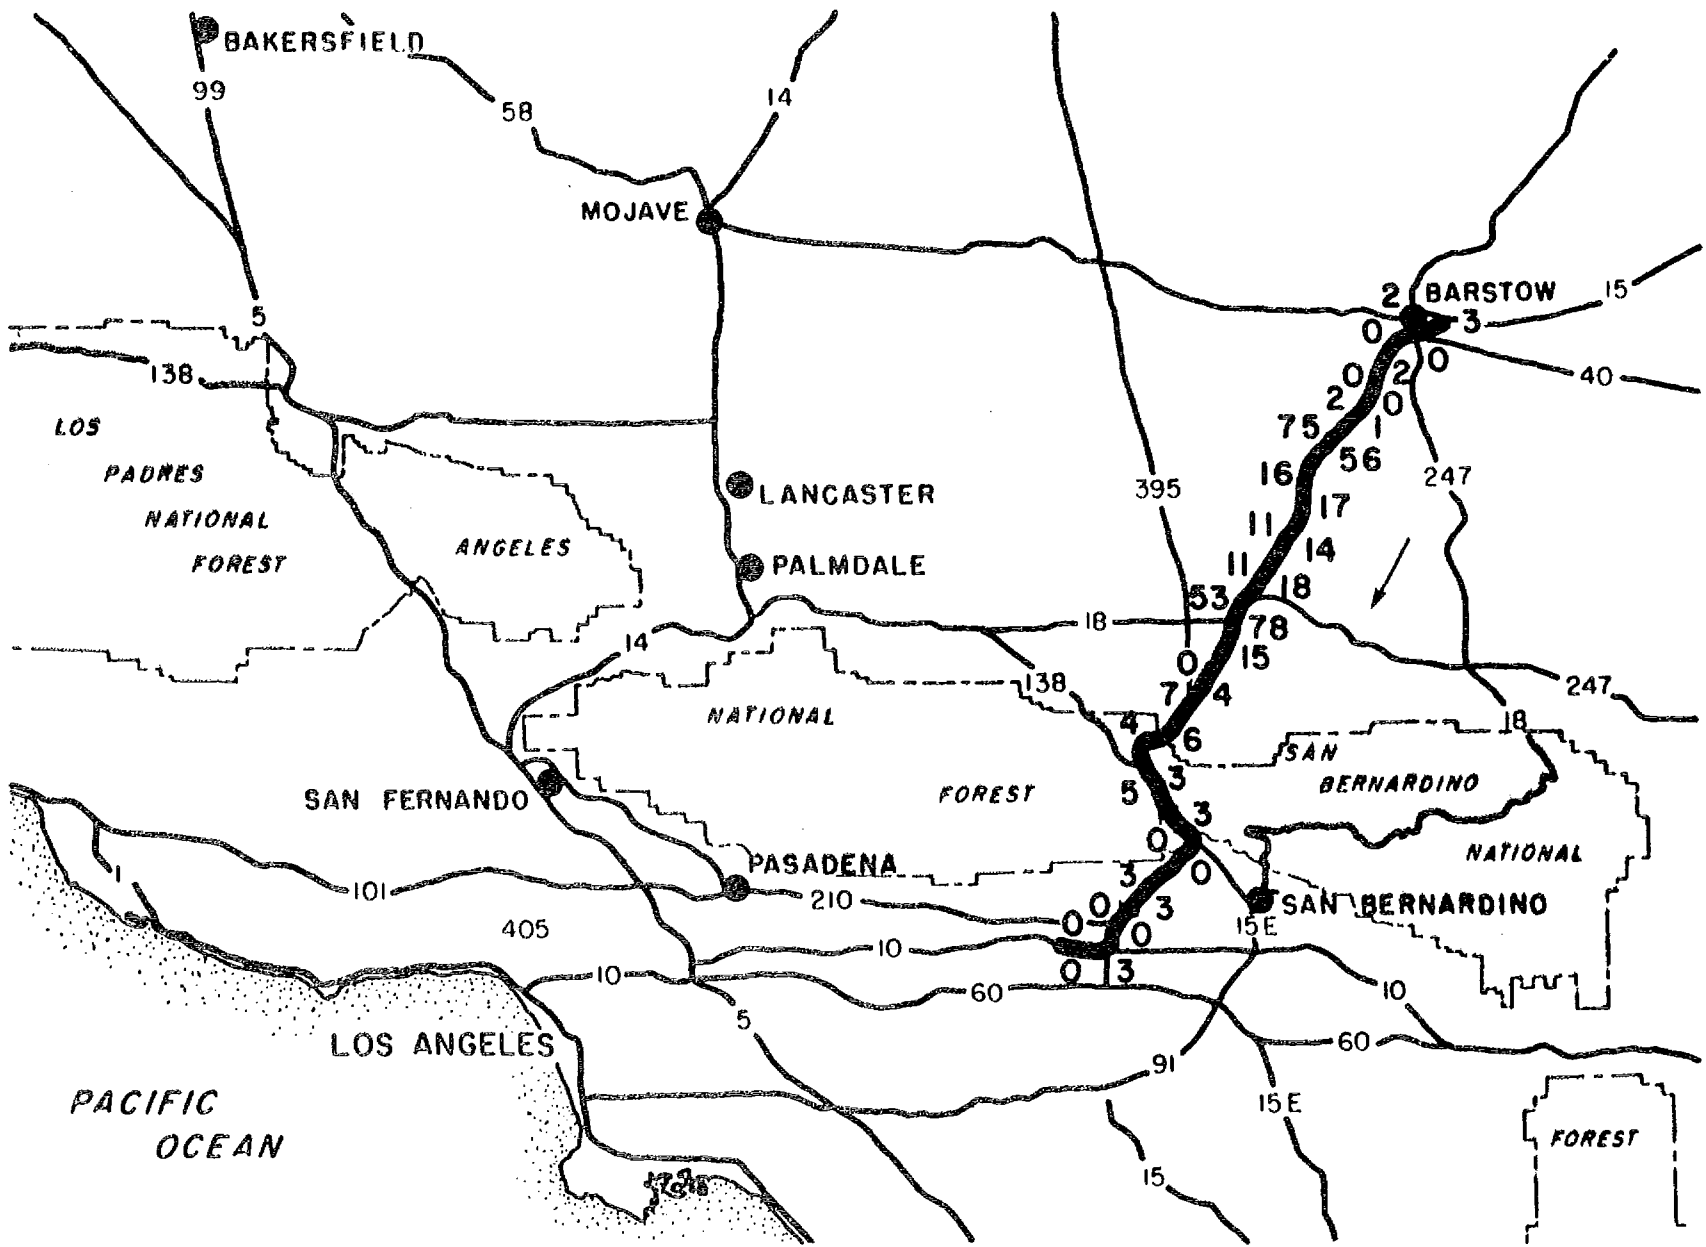 BAKERSFIELD
99
58
14
MOJAVE
2 BARSTOW
15
5
0
3
138
0
2
0
40
LOS
2
0
75
1
PADRES
56
16
247
LANCASTER
395
NATIONAL
17
11
ANGELES
14
FOREST
PALMDALE
11
18
53
18
78
14
15
0
138
7
4
247
NATIONAL
4
6
18
SAN
3
BERNARDINO
SAN FERNANDO
5
FOREST
3
0
NATIONAL
PASADENA
1
3
0
101
210
0
0
3
SAN BERNARDINO
405
15E
10
0
10
0
3
60
10
5
LOS ANGELES
60
91
PACIFIC
15E
OCEAN
FOREST
15